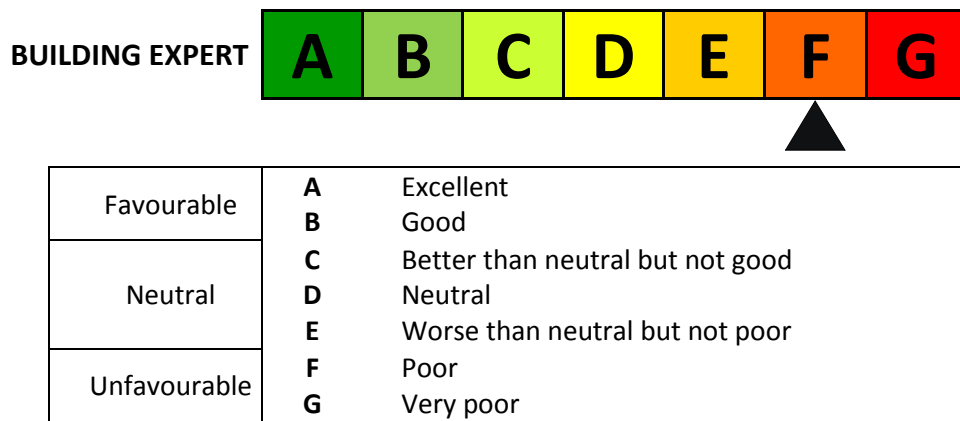 BUILDING EXPERT A B C D E F G
Favourable
A Excellent
B Good
Neutral
C Better than neutral but not good
D Neutral
E Worse than neutral but not poor
Unfavourable
F Poor
G Very poor